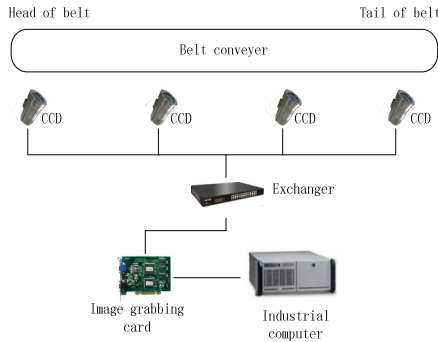 Head of belt
Tail of belt
Belt conveyer
CCD
CCD
CCD
CCD
Exchanger
Image grabbing
card
Industrial
computer